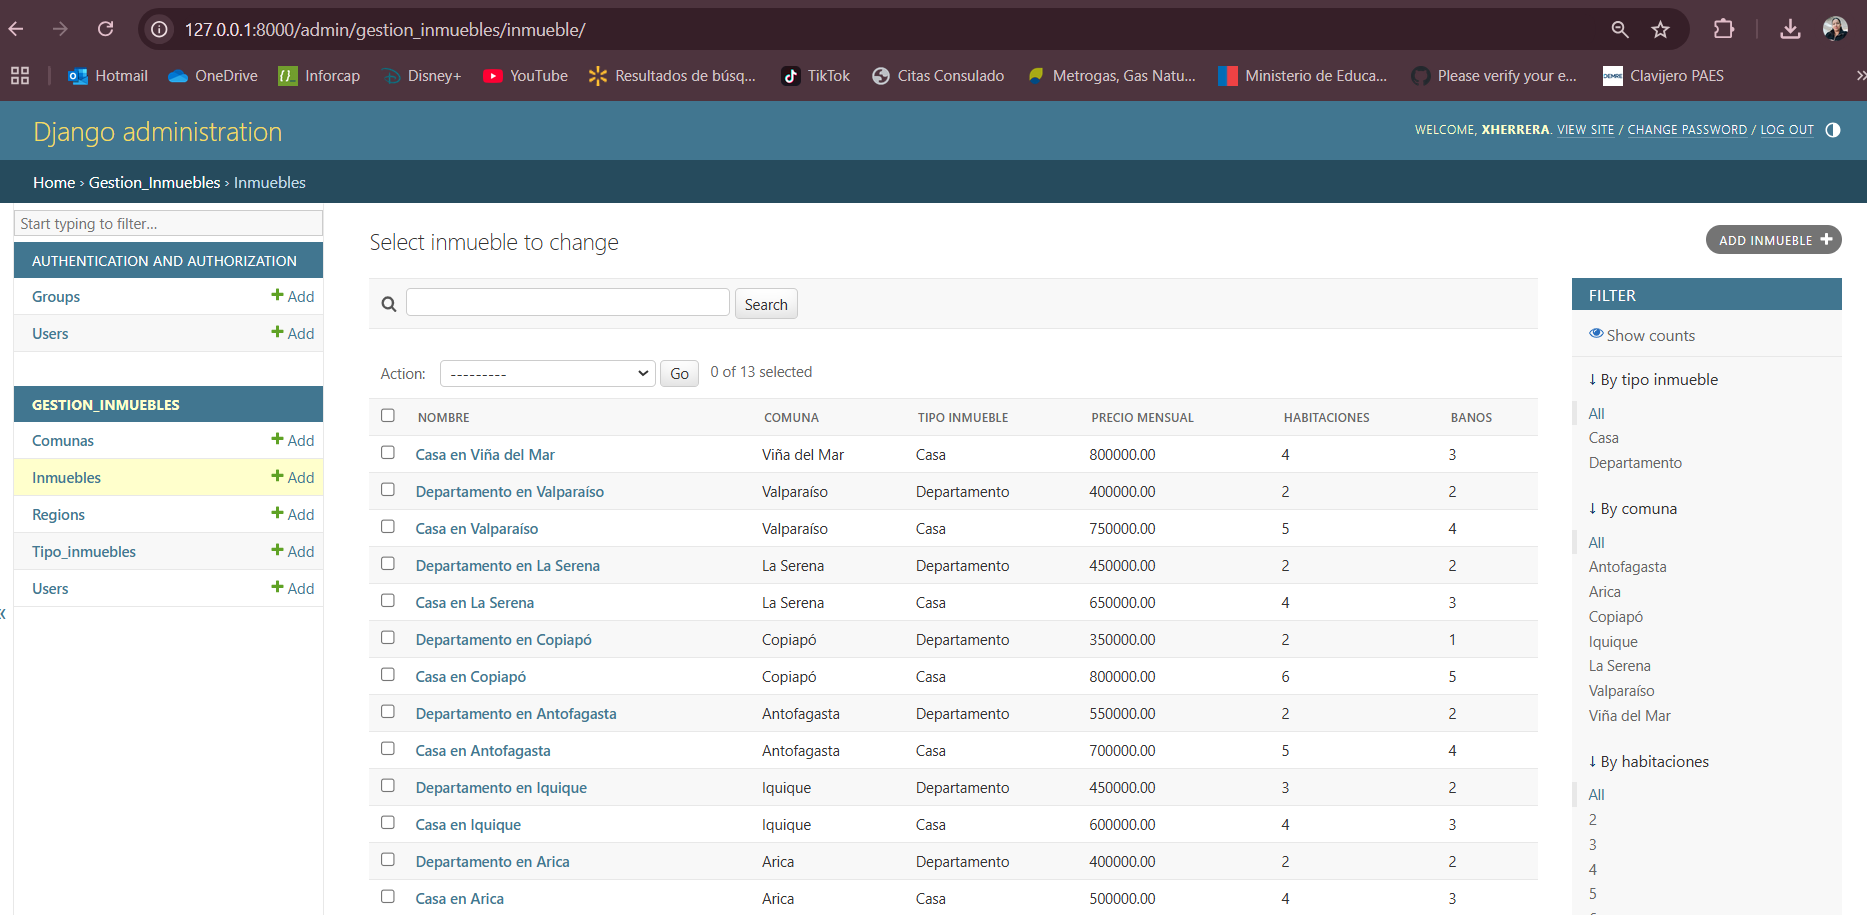 127.0.0.1:8000/admin/gestion_inmuebles/inmueble/
Hotmail OneDrive Inforcap Disney+ YouTube Resultados de búsq... TikTok Citas Consulado Metrogas, Gas Natu... Ministerio de Educa... Please verify your e... DEMRE Clavijero PAES »
Django administration
WELCOME, XHERRERA. VIEW SITE / CHANGE PASSWORD / LOG OUT
Home › Gestion_Inmuebles › Inmuebles
Start typing to filter...
AUTHENTICATION AND AUTHORIZATION
Groups + Add
Users + Add
GESTION_INMUEBLES
Comunas + Add
Inmuebles + Add
Regions + Add
Tipo_inmuebles + Add
Users + Add
«
Select inmueble to change
ADD INMUEBLE +
Search
Action: --------- Go 0 of 13 selected
NOMBRE COMUNA TIPO INMUEBLE PRECIO MENSUAL HABITACIONES BANOS
Casa en Viña del Mar Viña del Mar Casa 800000.00 4 3
Departamento en Valparaíso Valparaíso Departamento 400000.00 2 2
Casa en Valparaíso Valparaíso Casa 750000.00 5 4
Departamento en La Serena La Serena Departamento 450000.00 2 2
Casa en La Serena La Serena Casa 650000.00 4 3
Departamento en Copiapó Copiapó Departamento 350000.00 2 1
Casa en Copiapó Copiapó Casa 800000.00 6 5
Departamento en Antofagasta Antofagasta Departamento 550000.00 2 2
Casa en Antofagasta Antofagasta Casa 700000.00 5 4
Departamento en Iquique Iquique Departamento 450000.00 3 2
Casa en Iquique Iquique Casa 600000.00 4 3
Departamento en Arica Arica Departamento 400000.00 2 2
Casa en Arica Arica Casa 500000.00 4 3
FILTER
Show counts
↓ By tipo inmueble
All
Casa
Departamento
↓ By comuna
All
Antofagasta
Arica
Copiapó
Iquique
La Serena
Valparaíso
Viña del Mar
↓ By habitaciones
All
2
3
4
5